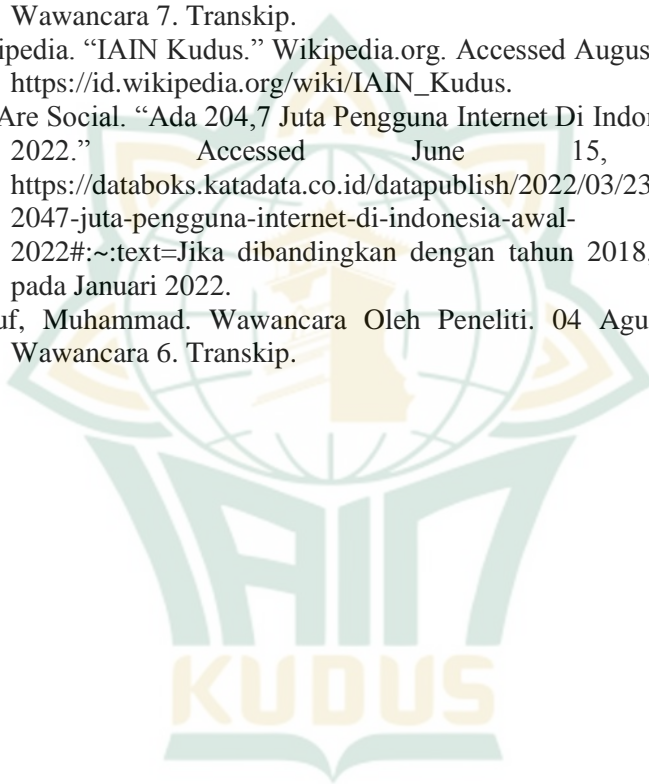 Wawancara 7. Transkip.
ipedia. “IAIN Kudus.” Wikipedia.org. Accessed Augus
https://id.wikipedia.org/wiki/IAIN_Kudus.
Are Social. “Ada 204,7 Juta Pengguna Internet Di Indor
2022.” Accessed June 15,
https://databoks.katadata.co.id/datapublish/2022/03/23
2047-juta-pengguna-internet-di-indonesia-awal-
2022#:~:text=Jika dibandingkan dengan tahun 2018,
pada Januari 2022.
uf, Muhammad. Wawancara Oleh Peneliti. 04 Agu
Wawancara 6. Transkip.
IAIN
KUDUS